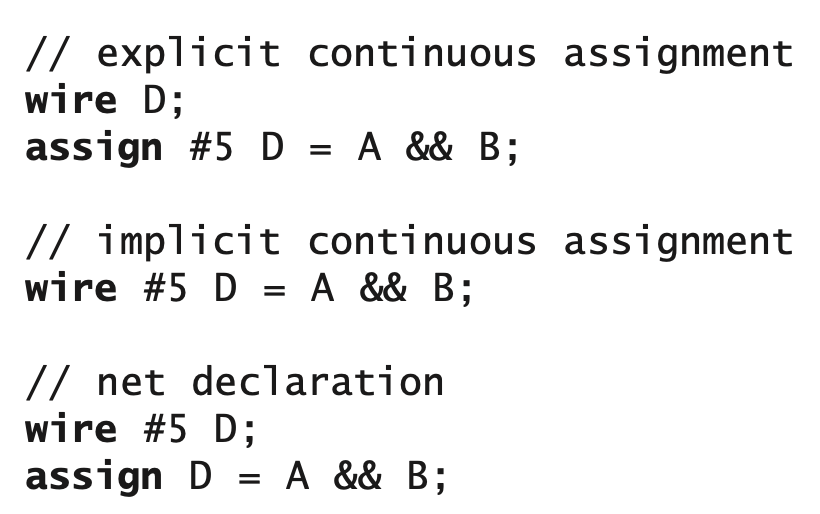 // explicit continuous assignment
wire D;
assign #5 D = A && B;
// implicit continuous assignment
wire #5 D = A && B;
// net declaration
wire #5 D;
assign D = A && B;